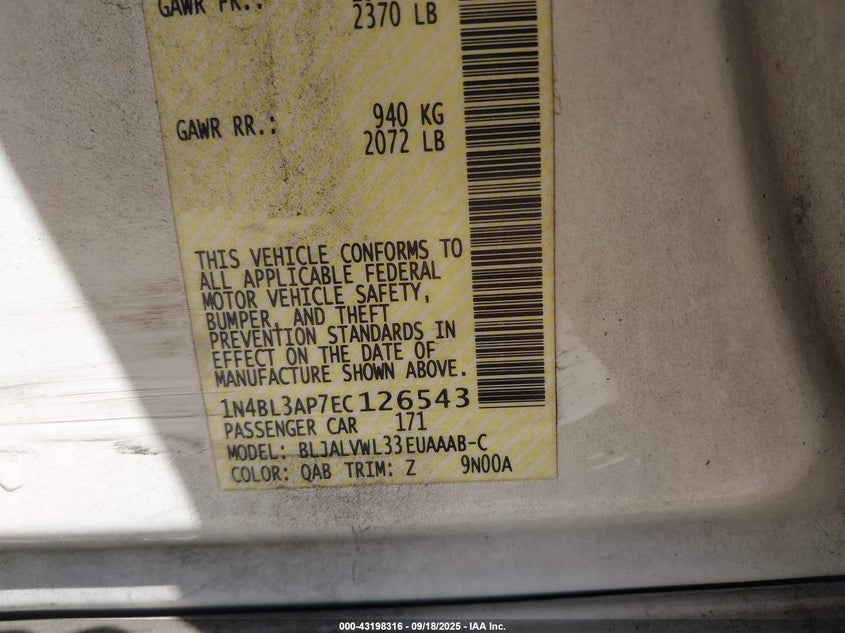 GAWR FR.:
2370 LB
GAWR RR.: 940 KG
2072 LB
THIS VEHICLE CONFORMS TO
ALL APPLICABLE FEDERAL
MOTOR VEHICLE SAFETY,
BUMPER, AND THEFT
PREVENTION STANDARDS IN
EFFECT ON THE DATE OF
MANUFACTURE SHOWN ABOVE.
1N4BL3AP7EC126543
PASSENGER CAR 171
MODEL: BLJALVWL33EUAAAB-C
COLOR: QAB TRIM: Z 9N00A
000-43198316 - 09/18/2025 - IAA Inc.